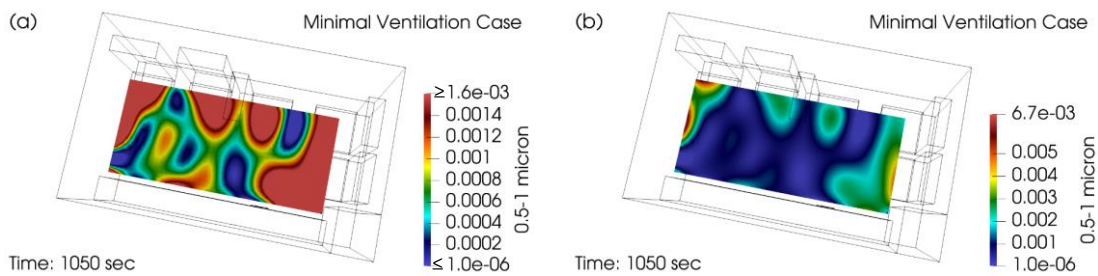 (a)
Minimal Ventilation Case
≥1.6e-03
0.0014
0.0012
0.001
0.0008
0.0006
0.0004
0.0002
≤ 1.0e-06
0.5-1 micron
Time: 1050 sec
(b)
Minimal Ventilation Case
6.7e-03
0.005
0.004
0.003
0.002
0.001
1.0e-06
0.5-1 micron
Time: 1050 sec